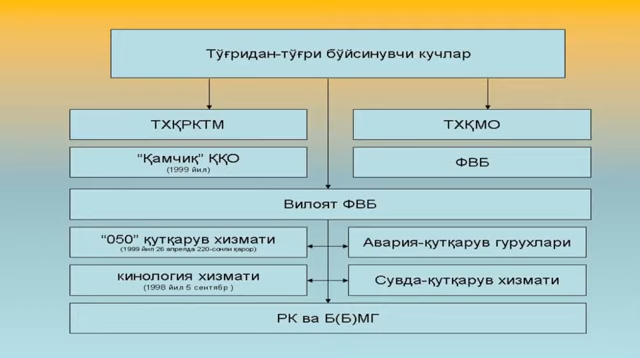 Тўғридан-тўғри бўйсинувчи кучлар
ТХҚРКТМ
ТХҚМО
"Қамчиқ" ҚҚО
(1999 йил)
ФВБ
Вилоят ФВБ
"050" қутқарув хизмати
(1999 йил 26 апрелда 220-сонли қарор)
Авария-қутқарув гурухлари
кинология хизмати
(1998 йил 5 сентябр )
Сувда-қутқарув хизмати
РК ва Б(Б)МГ